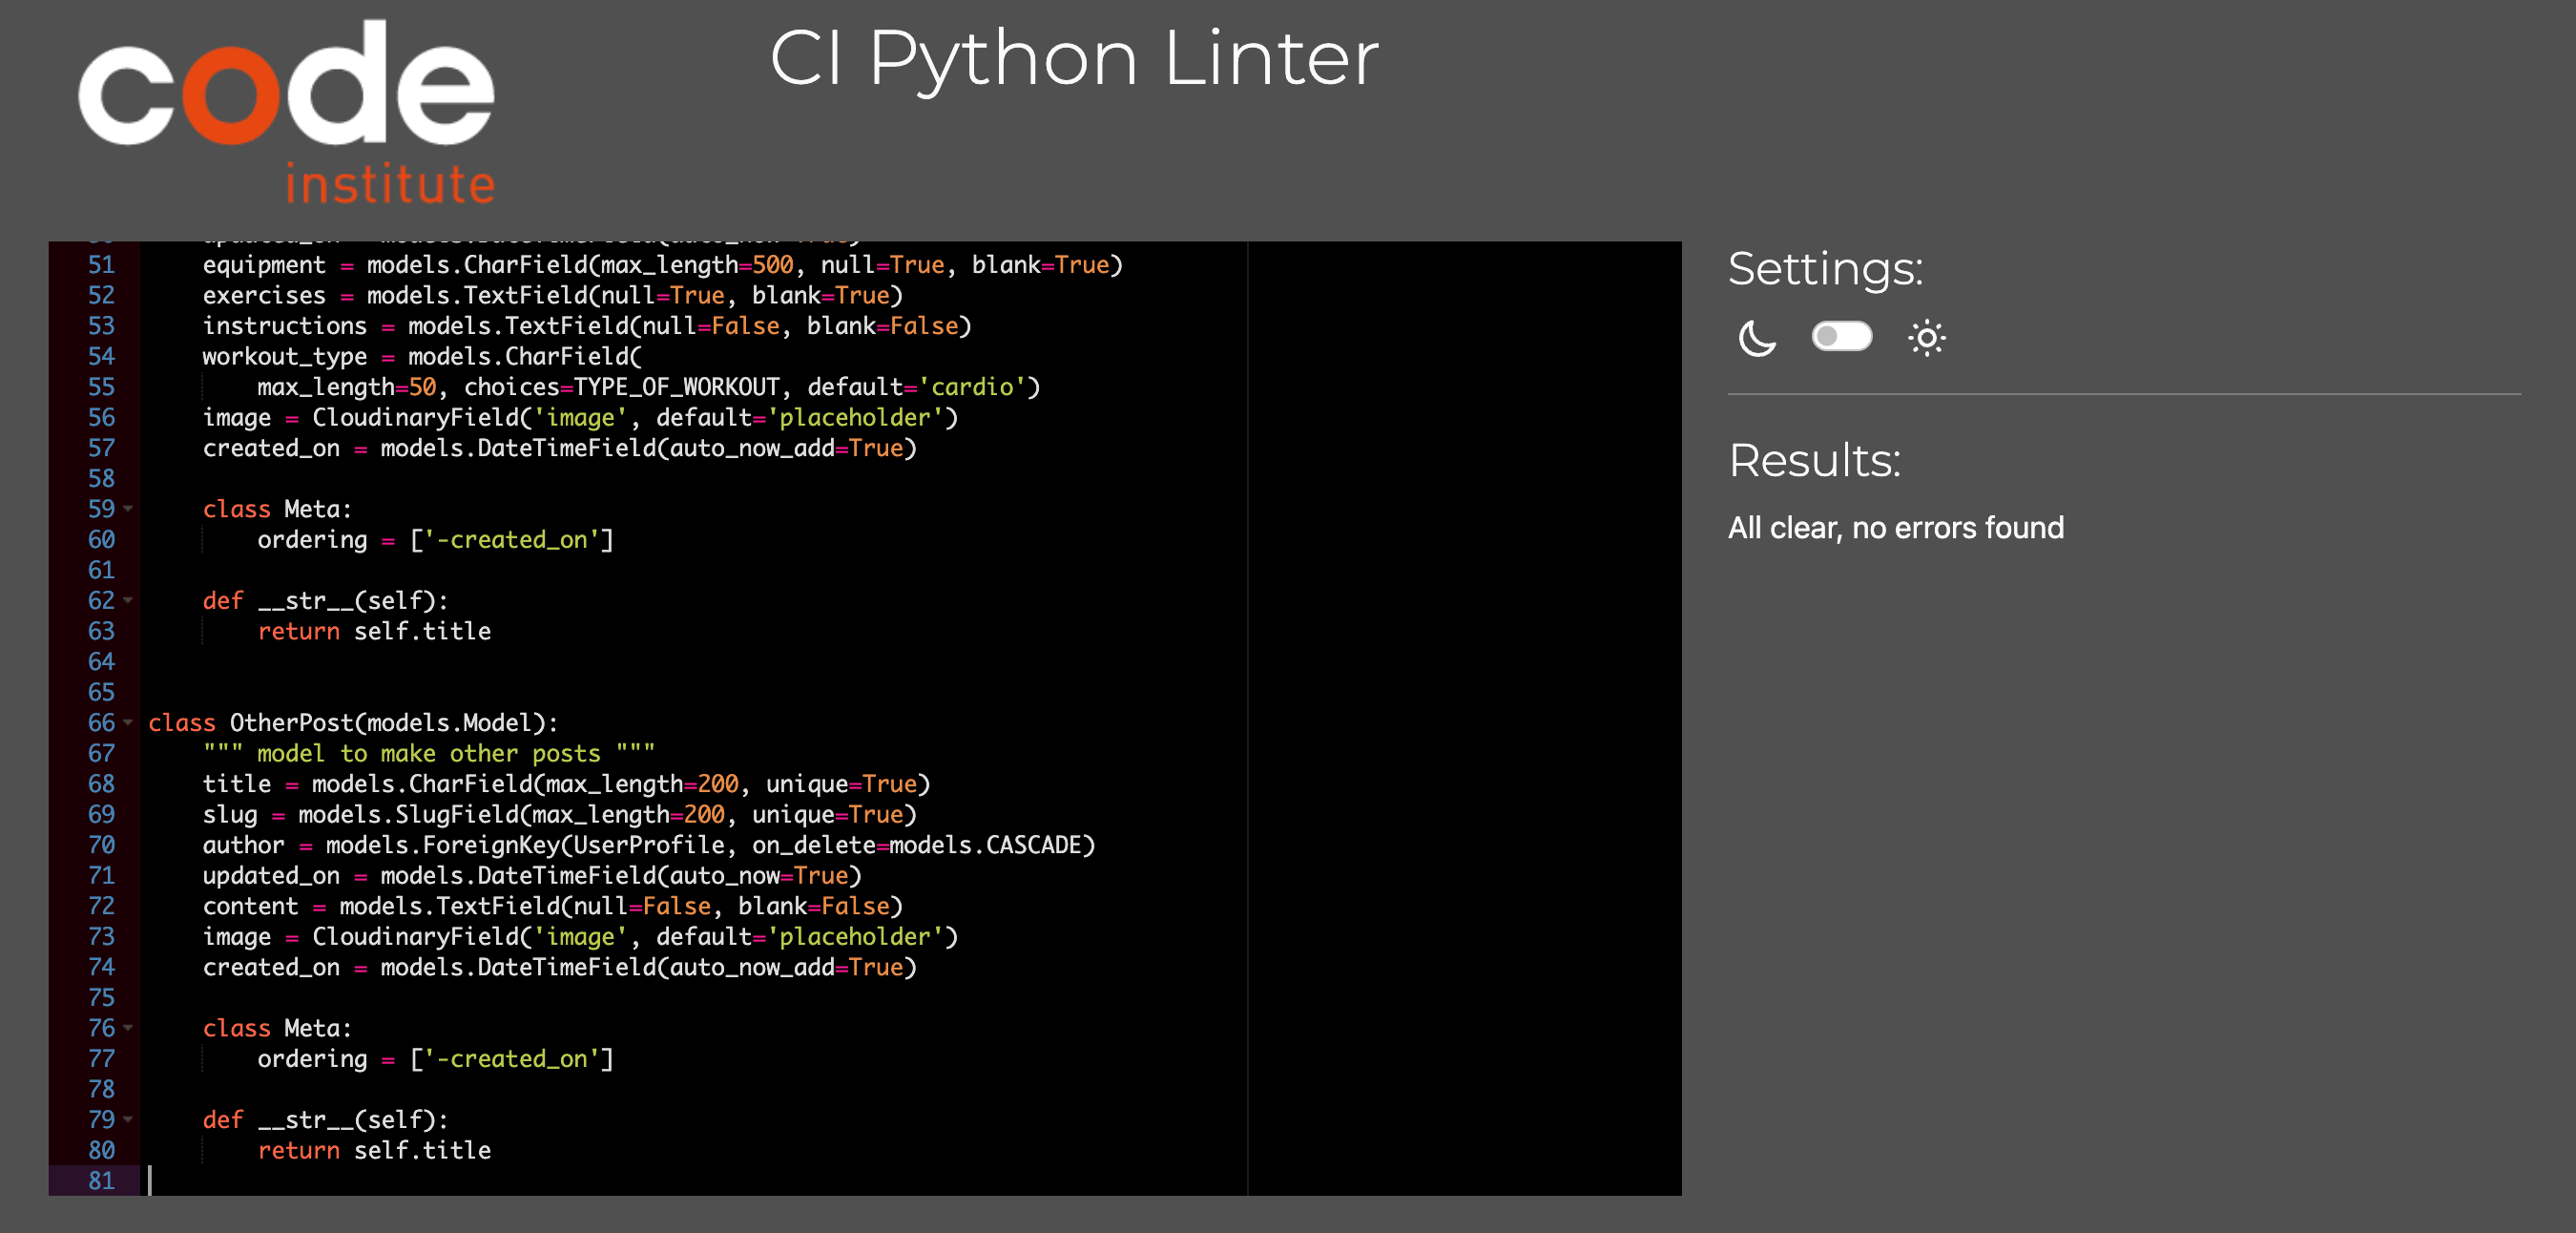 code
institute
CI Python Linter
51 equipment = models.CharField(max_length=500, null=True, blank=True)
52 exercises = models.TextField(null=True, blank=True)
53 instructions = models.TextField(null=False, blank=False)
54 workout_type = models.CharField(
55 max_length=50, choices=TYPE_OF_WORKOUT, default='cardio')
56 image = CloudinaryField('image', default='placeholder')
57 created_on = models.DateTimeField(auto_now_add=True)
58
59 class Meta:
60 ordering = ['-created_on']
61
62 def __str__(self):
63 return self.title
64
65
66 class OtherPost(models.Model):
67 """ model to make other posts """
68 title = models.CharField(max_length=200, unique=True)
69 slug = models.SlugField(max_length=200, unique=True)
70 author = models.ForeignKey(UserProfile, on_delete=models.CASCADE)
71 updated_on = models.DateTimeField(auto_now=True)
72 content = models.TextField(null=False, blank=False)
73 image = CloudinaryField('image', default='placeholder')
74 created_on = models.DateTimeField(auto_now_add=True)
75
76 class Meta:
77 ordering = ['-created_on']
78
79 def __str__(self):
80 return self.title
81
Settings:
Results:
All clear, no errors found